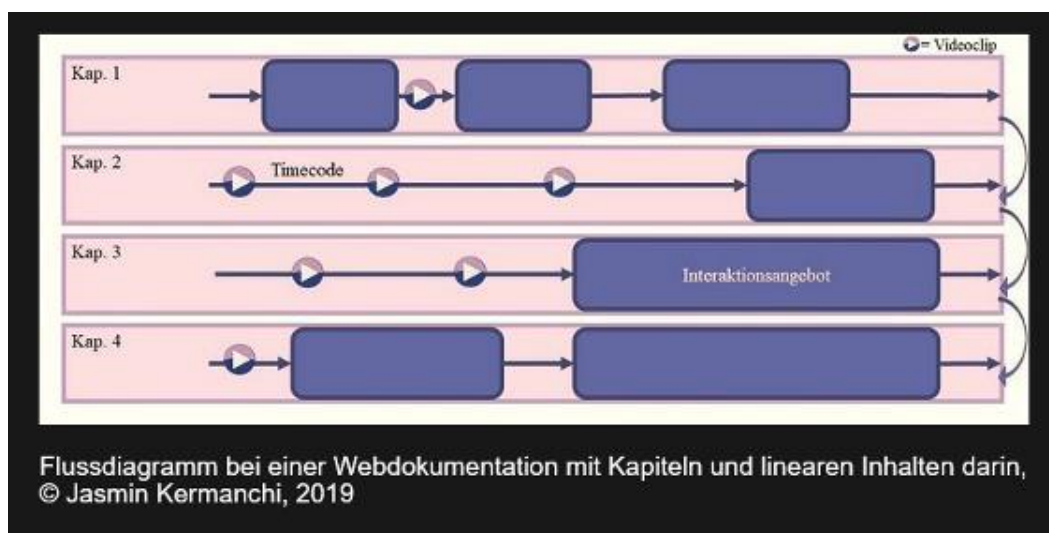 = Videoclip
Kap. 1
Kap. 2
Timecode
Kap. 3
Interaktionsangebot
Kap. 4
Flussdiagramm bei einer Webdokumentation mit Kapiteln und linearen Inhalten darin,
© Jasmin Kermanchi, 2019